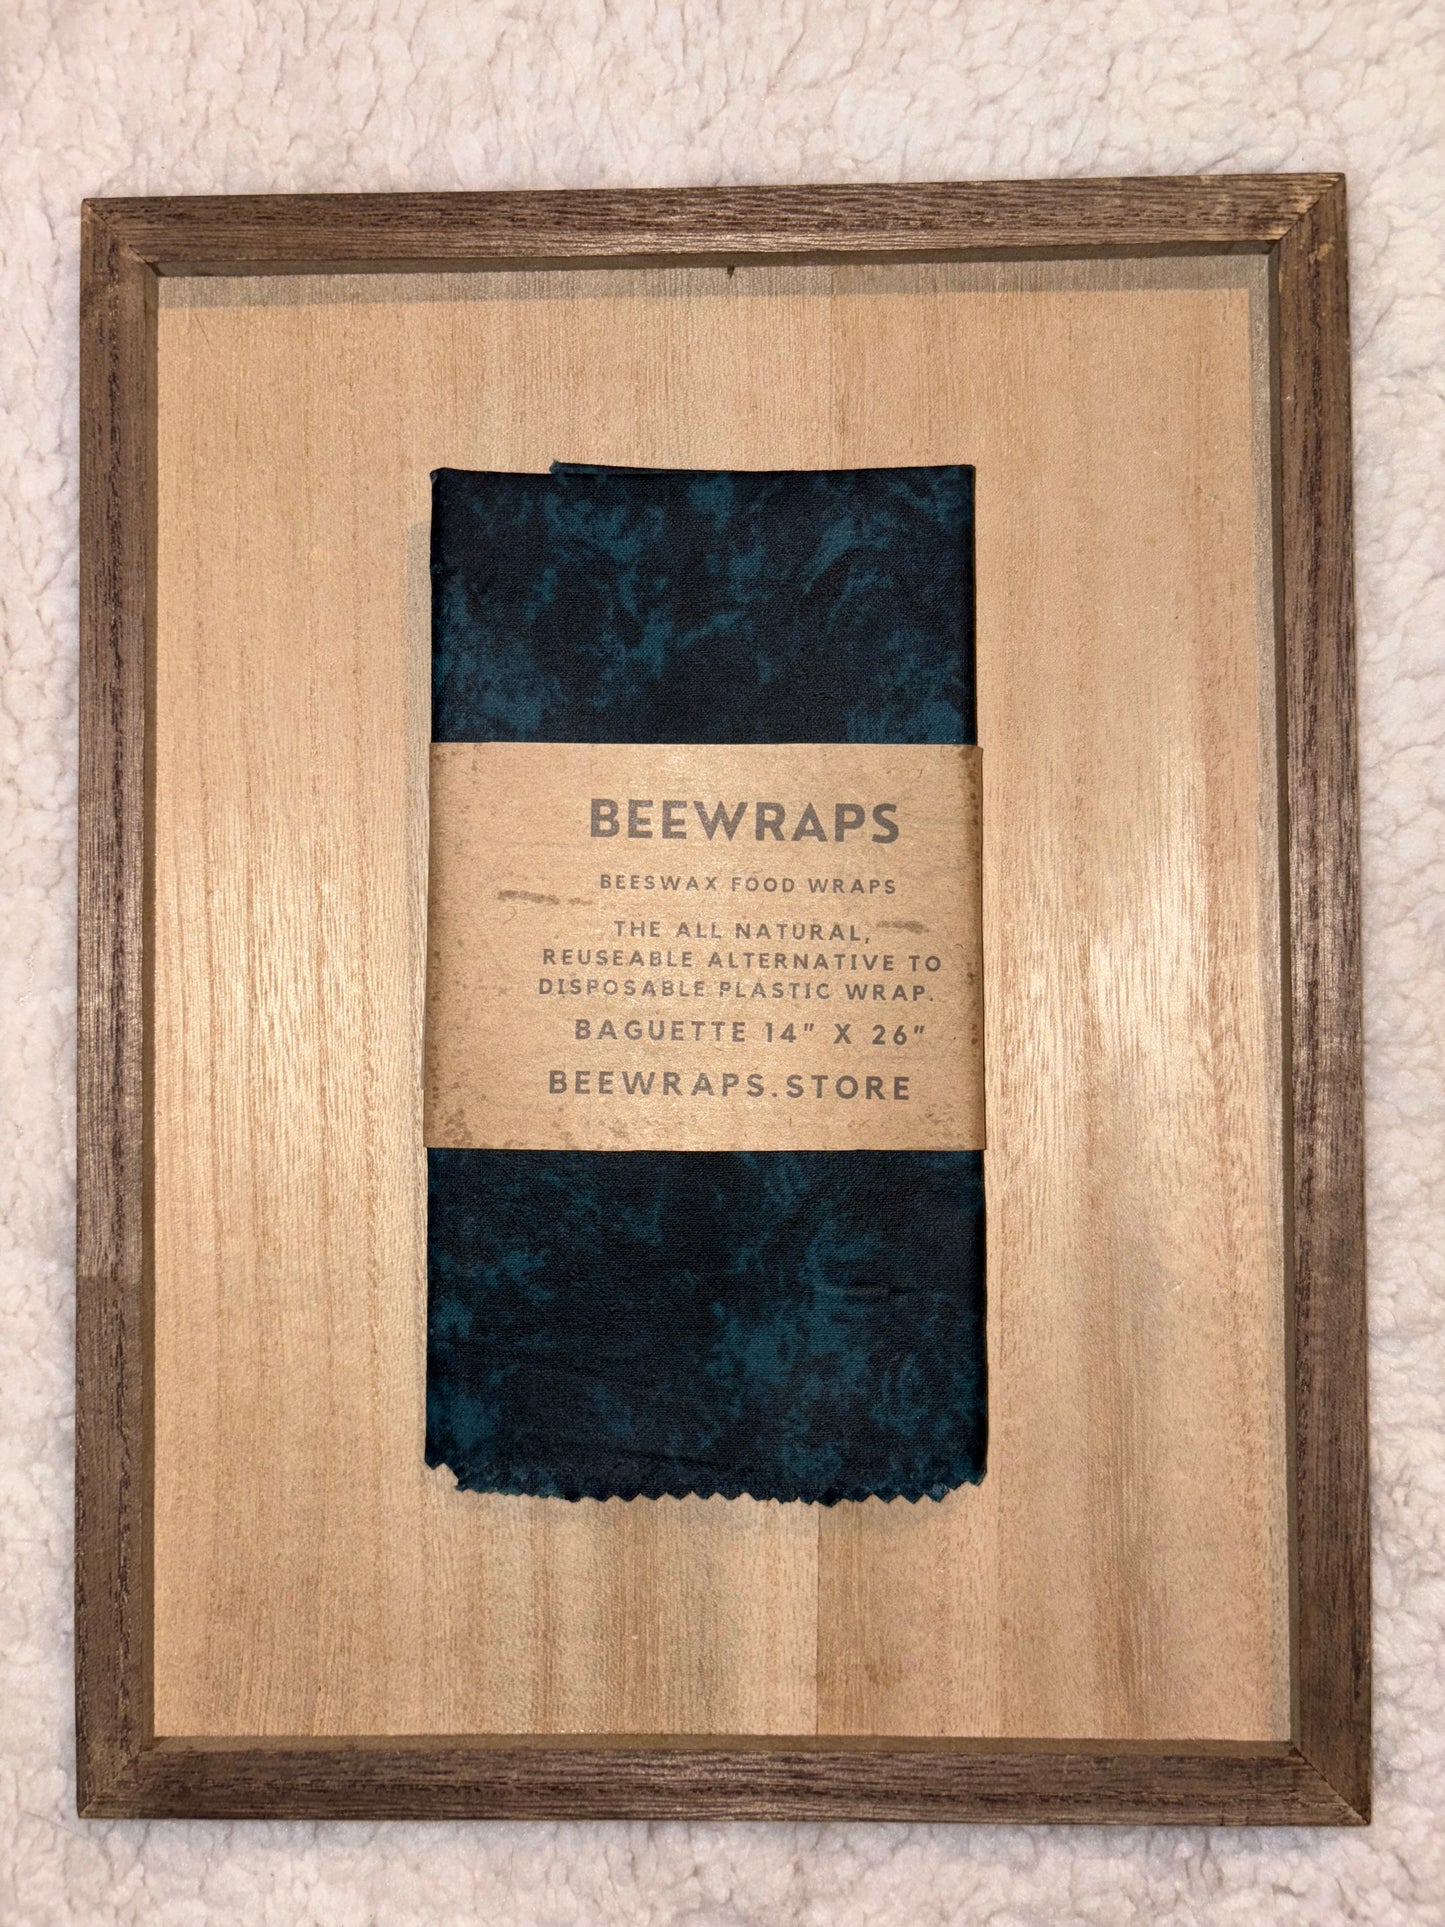 BEEWRAPS
BEESWAX FOOD WRAPS
THE ALL NATURAL,
REUSEABLE ALTERNATIVE TO
DISPOSABLE PLASTIC WRAP.
BAGUETTE 14" X 26"
BEEWRAPS.STORE